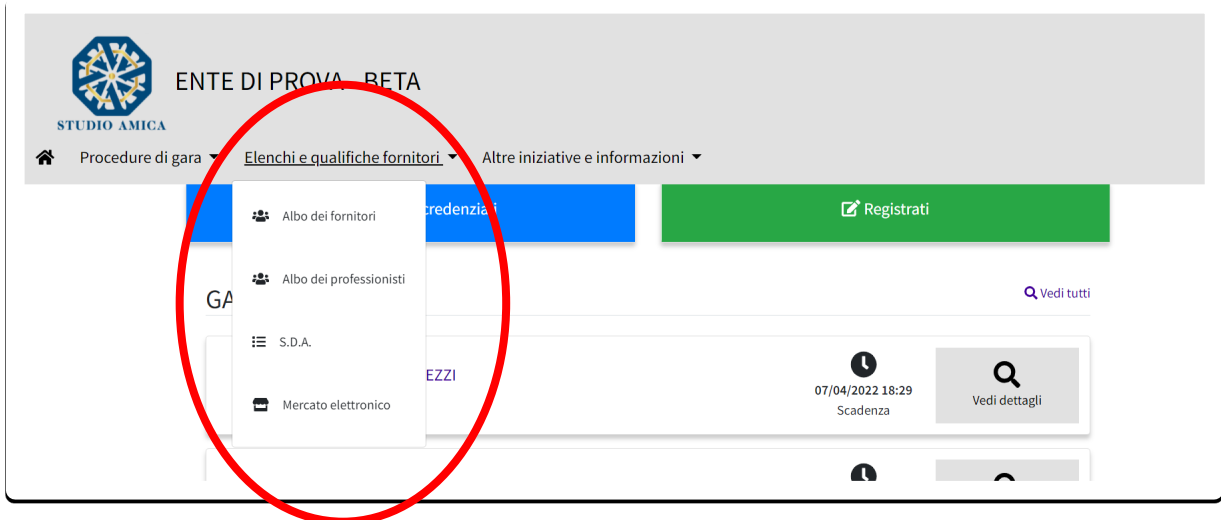 ENTE DI PROVA BETA
STUDIO AMICA
Procedure di gara Elenchi e qualifiche fornitori Altre iniziative e informazioni
credenziali Registrati
Albo dei fornitori
Albo dei professionisti
GA
Vedi tutti
S.D.A.
EZZI
07/04/2022 18:29
Scadenza
Vedi dettagli
Mercato elettronico